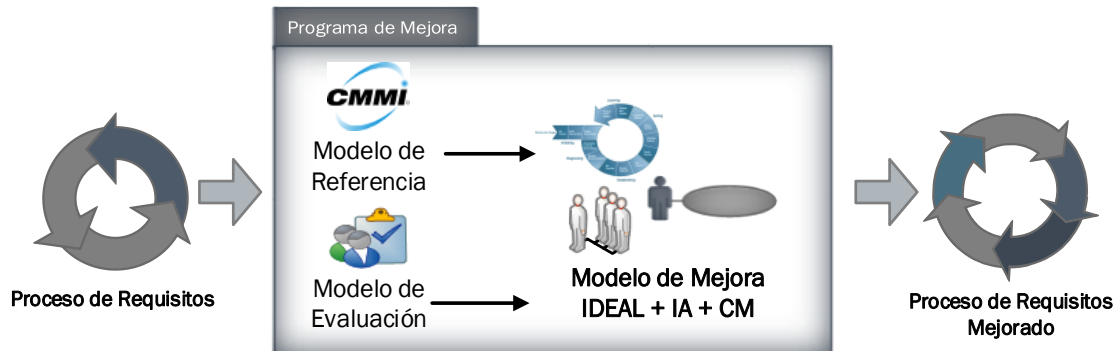 Programa de Mejora
CMMI
Modelo de
Referencia
Modelo de
Evaluación
Modelo de Mejora
IDEAL + IA + CM
Proceso de Requisitos
Proceso de Requisitos
Mejorado